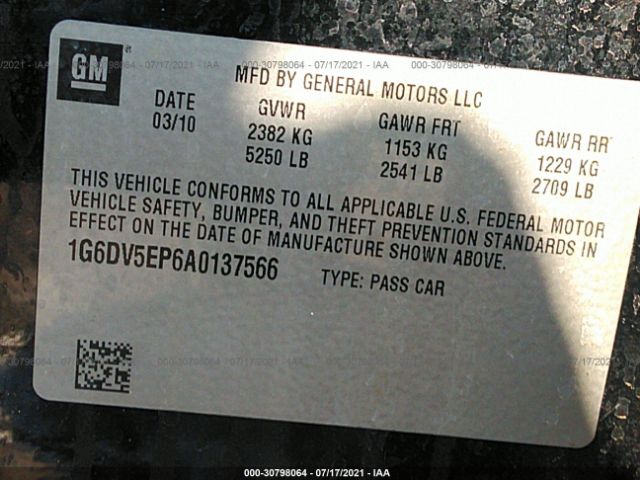 GM
MFD BY GENERAL MOTORS LLC
DATE GVWR GAWR FRT GAWR RR
03/10 2382 KG 1153 KG 1229 KG
5250 LB 2541 LB 2709 LB
THIS VEHICLE CONFORMS TO ALL APPLICABLE U.S. FEDERAL MOTOR
VEHICLE SAFETY, BUMPER, AND THEFT PREVENTION STANDARDS IN
EFFECT ON THE DATE OF MANUFACTURE SHOWN ABOVE.
1G6DV5EP6A0137566 TYPE: PASS CAR
000-30798064 - 07/17/2021 - IAA